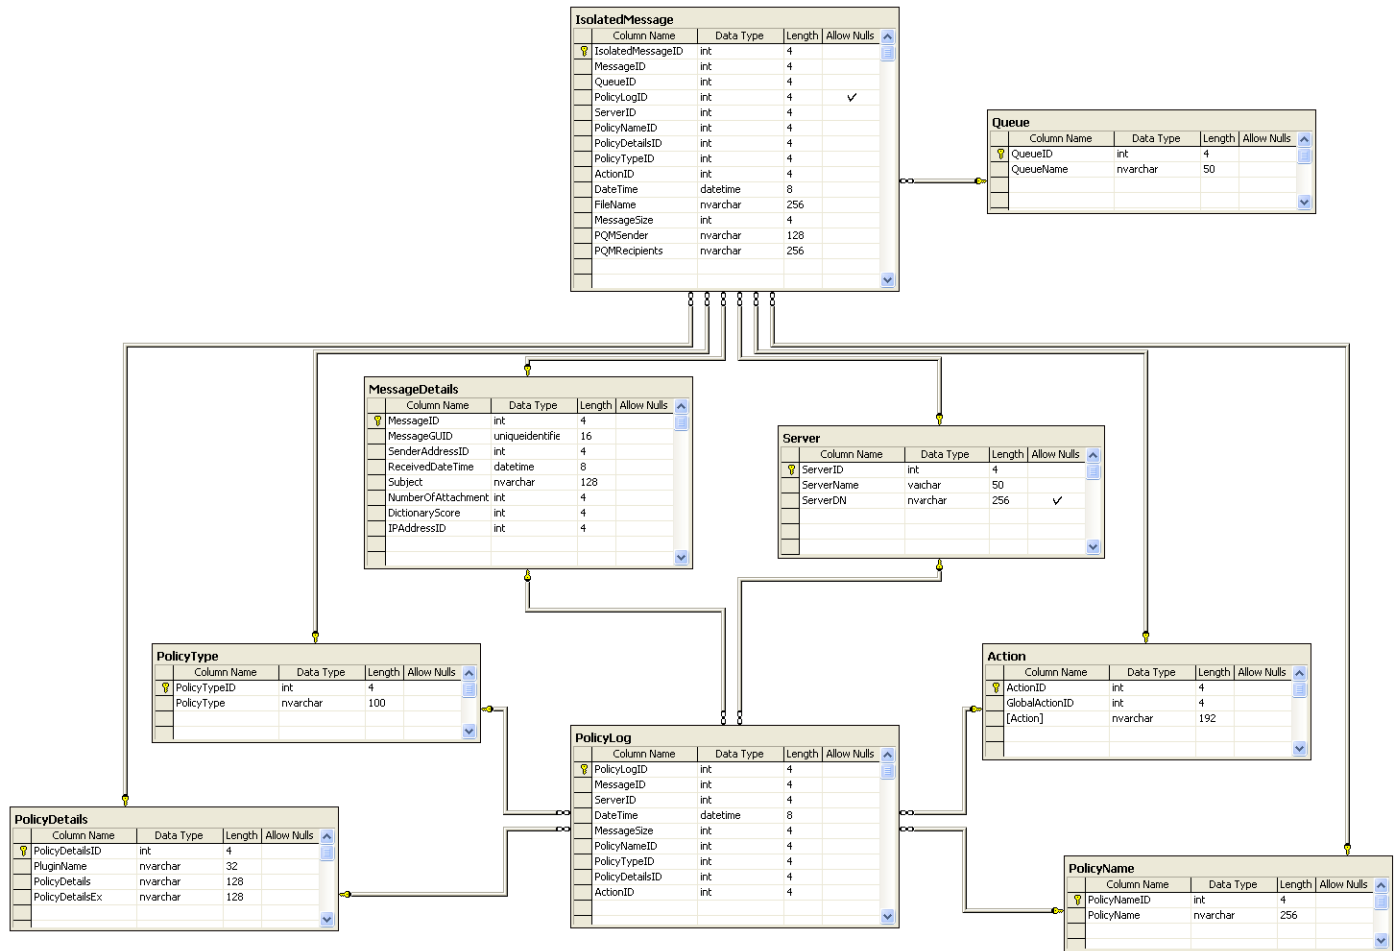 IsolatedMessage
Column Name Data Type Length Allow Nulls
IsolatedMessageID int 4
MessageID int 4
QueueID int 4
PolicyLogID int 4 ✓
ServerID int 4
PolicyNameID int 4
PolicyDetailsID int 4
PolicyTypeID int 4
ActionID int 4
DateTime datetime 8
FileName nvarchar 256
MessageSize int 4
PQMSender nvarchar 128
PQMRecipients nvarchar 256
Queue
Column Name Data Type Length Allow Nulls
QueueID int 4
QueueName nvarchar 50
MessageDetails
Column Name Data Type Length Allow Nulls
MessageID int 4
MessageGUID uniqueidentifie 16
SenderAddressID int 4
ReceivedDateTime datetime 8
Subject nvarchar 128
NumberOfAttachment int 4
DictionaryScore int 4
IPAddressID int 4
Server
Column Name Data Type Length Allow Nulls
ServerID int 4
ServerName varchar 50
ServerDN nvarchar 256 ✓
PolicyType
Column Name Data Type Length Allow Nulls
PolicyTypeID int 4
PolicyType nvarchar 100
Action
Column Name Data Type Length Allow Nulls
ActionID int 4
GlobalActionID int 4
[Action] nvarchar 192
PolicyLog
Column Name Data Type Length Allow Nulls
PolicyLogID int 4
MessageID int 4
ServerID int 4
DateTime datetime 8
MessageSize int 4
PolicyNameID int 4
PolicyTypeID int 4
PolicyDetailsID int 4
ActionID int 4
PolicyDetails
Column Name Data Type Length Allow Nulls
PolicyDetailsID int 4
PluginName nvarchar 32
PolicyDetails nvarchar 128
PolicyDetailsEx nvarchar 128
PolicyName
Column Name Data Type Length Allow Nulls
PolicyNameID int 4
PolicyName nvarchar 256